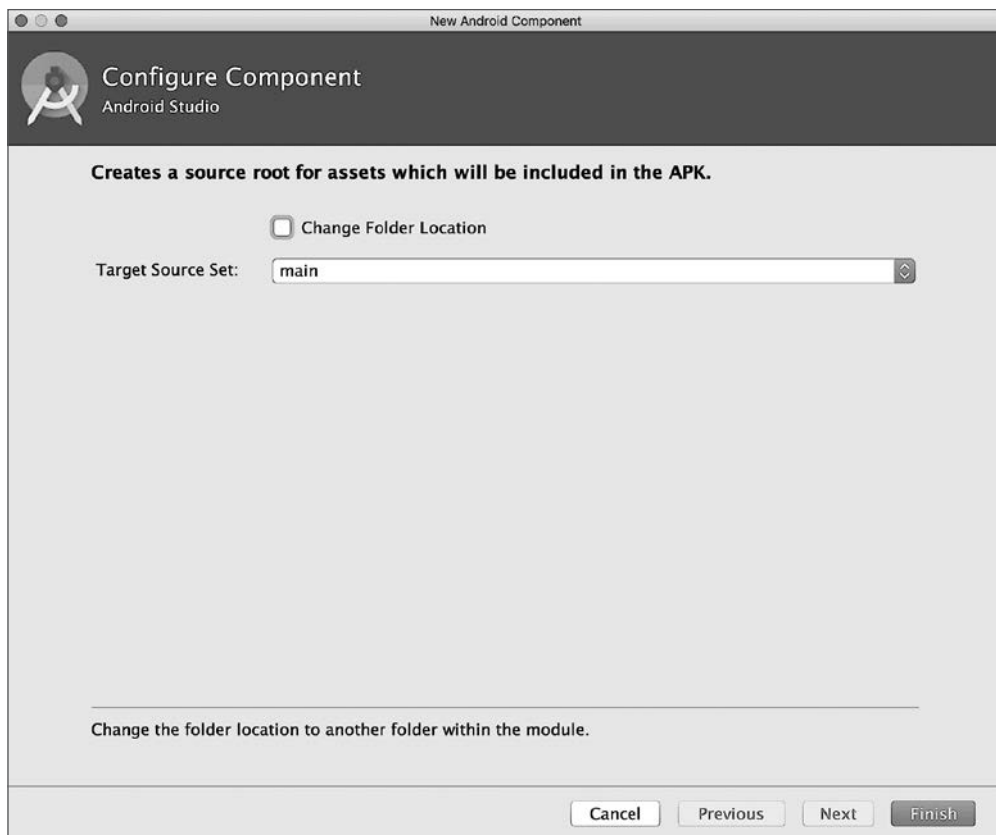 New Android Component
Configure Component
Android Studio
Creates a source root for assets which will be included in the APK.
Change Folder Location
Target Source Set:
main
Change the folder location to another folder within the module.
Cancel
Previous
Next
Finish